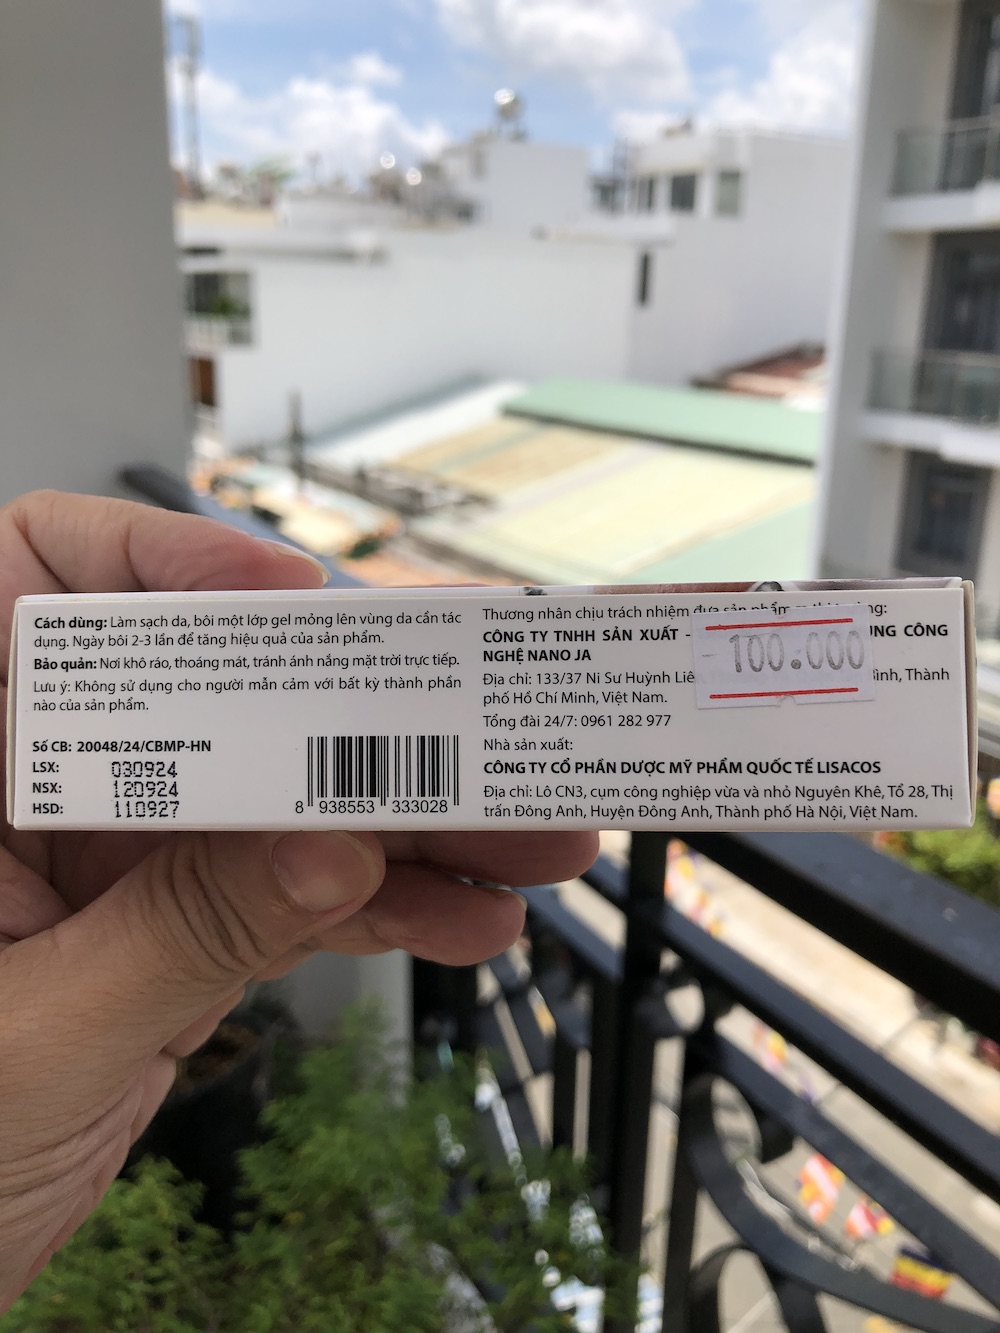 Cách dùng: Làm sạch da, bôi một lớp gel mỏng lên vùng da cần tác
dụng. Ngày bôi 2-3 lần để tăng hiệu quả của sản phẩm.
Bảo quản: Nơi khô ráo, thoáng mát, tránh ánh nắng mặt trời trực tiếp.
Lưu ý: Không sử dụng cho người mẫn cảm với bất kỳ thành phần
nào của sản phẩm.
Số CB: 20048/24/CBMP-HN
LSX: 030924
NSX: 120924
HSD: 110927
8 938553 333028
Thương nhân chịu trách nhiệm đưa sản phẩm
CÔNG TY TNHH SẢN XUẤT - CÔNG
NGHỆ NANO JA
100.000
Địa chỉ: 133/37 Ni Sư Huỳnh Thành
phố Hồ Chí Minh, Việt Nam.
Tổng đài 24/7: 0961 282 977
Nhà sản xuất:
CÔNG TY CỔ PHẦN DƯỢC MỸ PHẨM QUỐC TẾ LISACOS
Địa chỉ: Lô CN3, cụm công nghiệp vừa và nhỏ Nguyên Khê, Tổ 28, Thị
trấn Đông Anh, Huyện Đông Anh, Thành phố Hà Nội, Việt Nam.